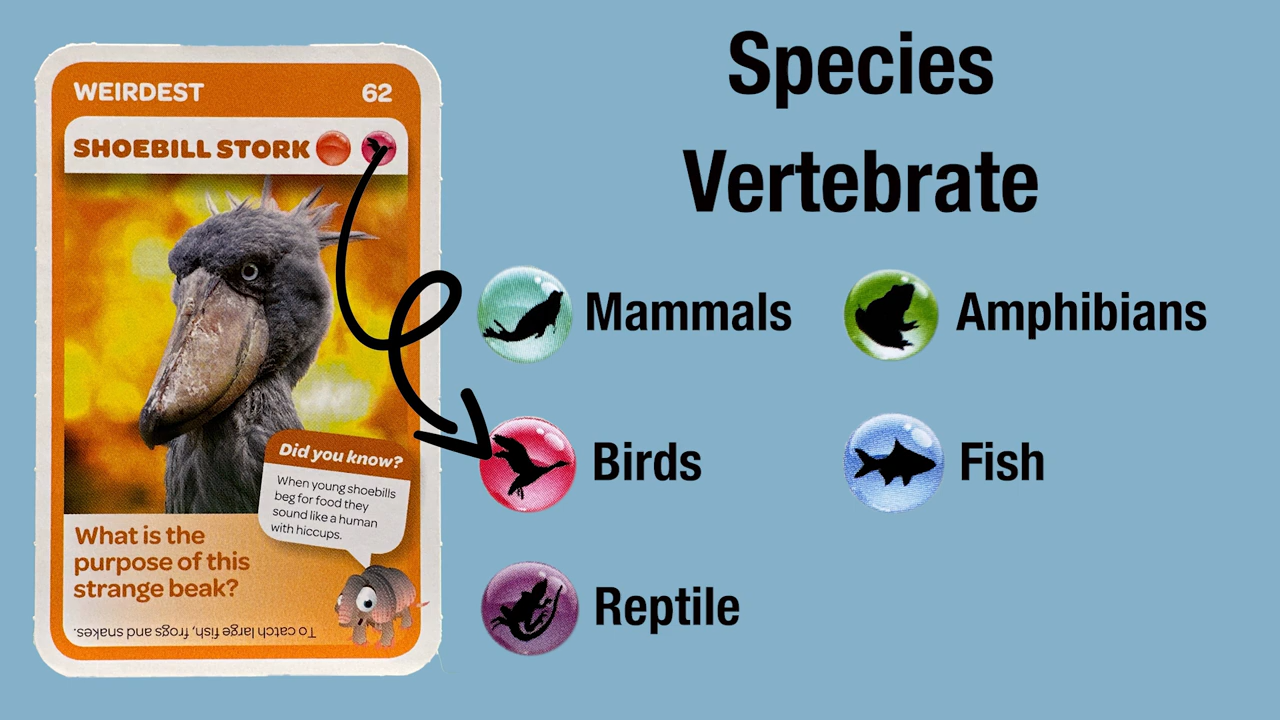 WEIRDEST 62
SHOEBILL STORK
Did you know?
When young shoebills
beg for food they
sound like a human
with hiccups.
What is the
purpose of this
strange beak?
To catch large fish, frogs and snakes.
Species
Vertebrate
Mammals
Amphibians
Birds
Fish
Reptile